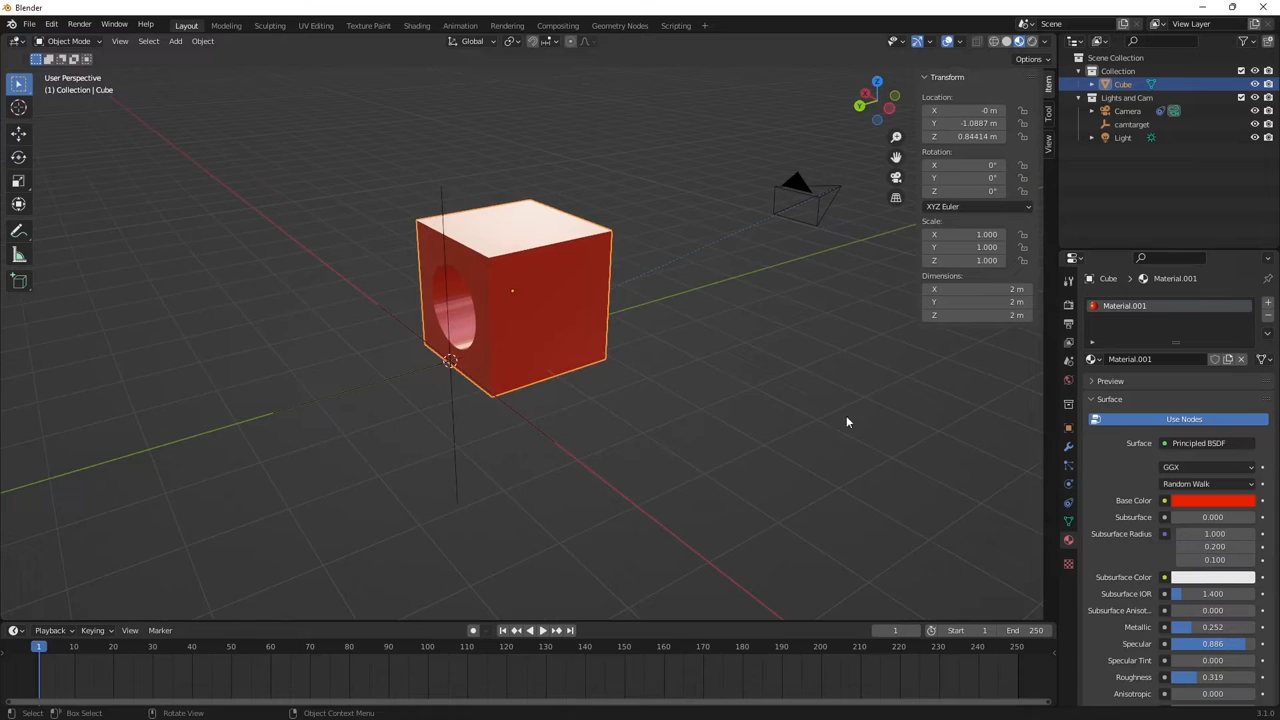 Blender
File Edit Render Window Help Layout Modeling Sculpting UV Editing Texture Paint Shading Animation Rendering Compositing Geometry Nodes Scripting + Scene View Layer
Object Mode View Select Add Object Global
Options
User Perspective
(1) Collection | Cube
Z
X
Y
Transform
Location:
X -0 m
Y -1.0887 m
Z 0.84414 m
Rotation:
X 0°
Y 0°
Z 0°
XYZ Euler
Scale:
X 1.000
Y 1.000
Z 1.000
Dimensions:
X 2 m
Y 2 m
Z 2 m
Item
Tool
View
Scene Collection
Collection
Cube
Lights and Cam
Camera
camtarget
Light
Cube Material.001
Material.001
Material.001
Preview
Surface
Use Nodes
Surface Principled BSDF
GGX
Random Walk
Base Color
Subsurface 0.000
Subsurface Radius 1.000
0.200
0.100
Subsurface Color
Subsurface IOR 1.400
Subsurface Anisot... 0.000
Metallic 0.252
Specular 0.886
Specular Tint 0.000
Roughness 0.319
Anisotropic 0.000
Playback Keying View Marker 1 Start 1 End 250
1 10 20 30 40 50 60 70 80 90 100 110 120 130 140 150 160 170 180 190 200 210 220 230 240 250
Select Box Select Rotate View Object Context Menu 3.1.0